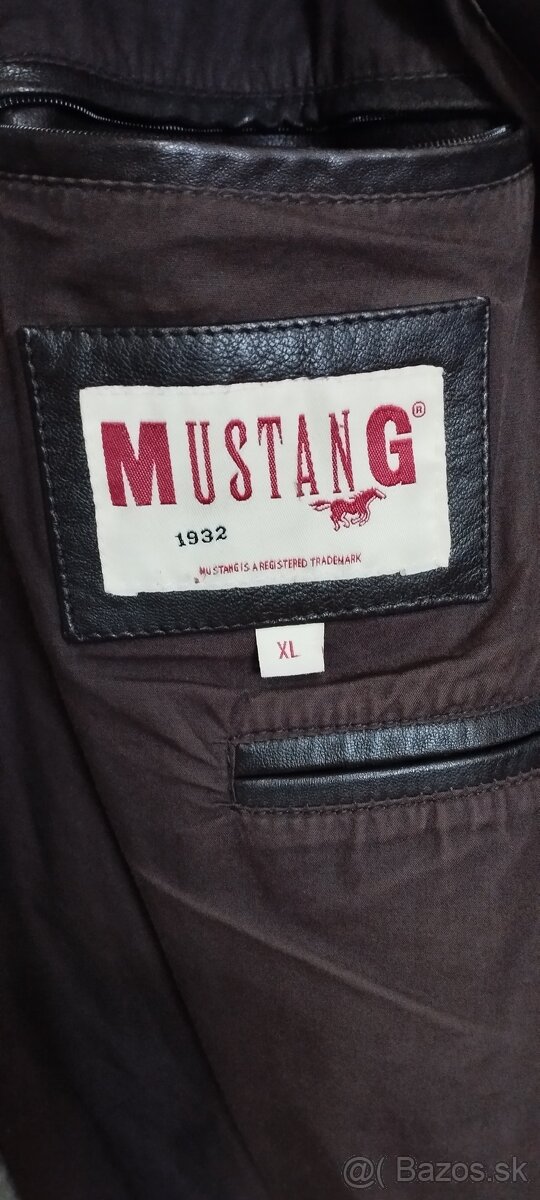 MUSTANG®
1932
MUSTANG IS A REGISTERED TRADEMARK
XL
@( Bazos.sk